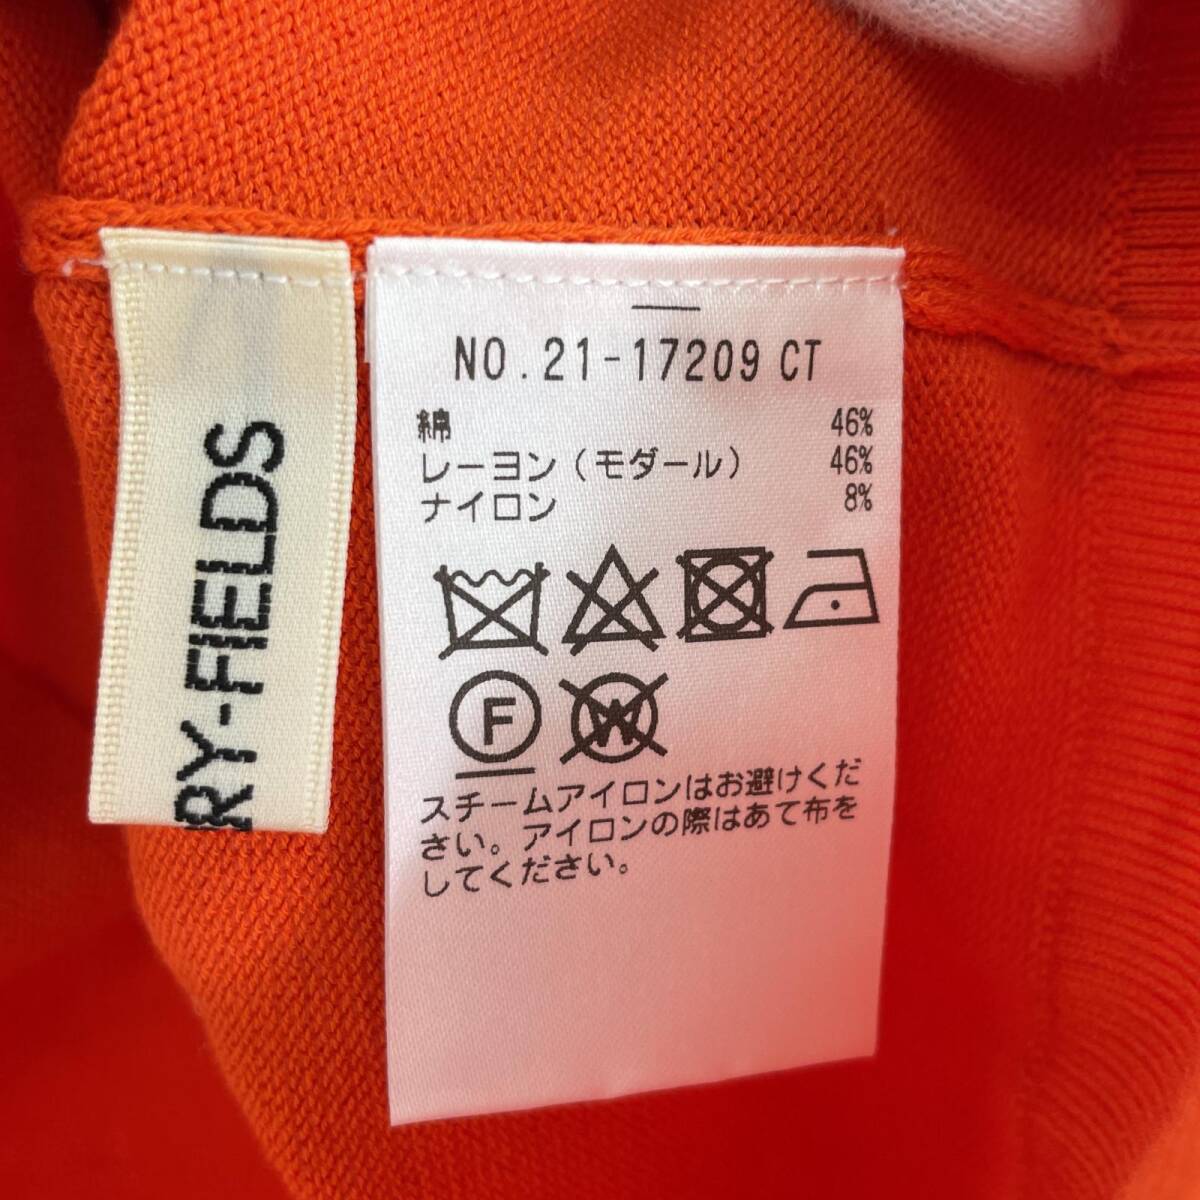 RY-FIELDS
NO.21-17209 CT
綿 46%
レーヨン(モダール) 46%
ナイロン 8%
F
W
スチームアイロンはお避けくだ
さい。アイロンの際はあて布を
してください。